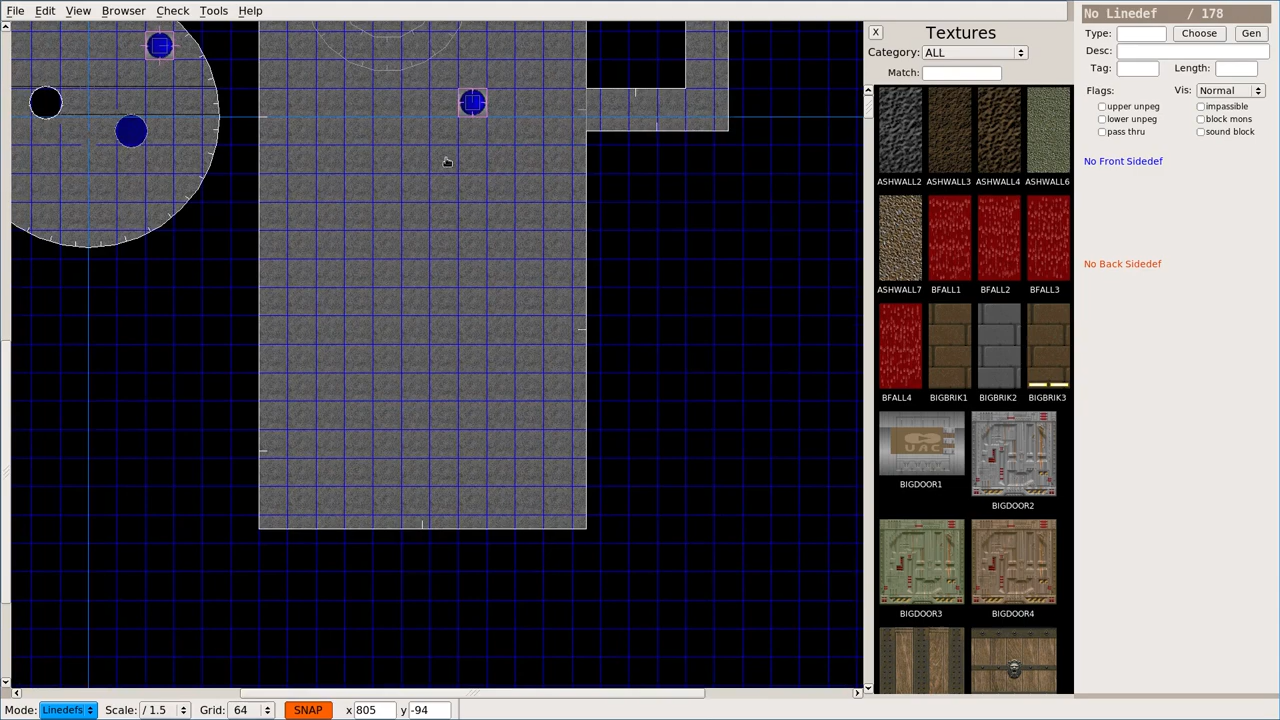 File Edit View Browser Check Tools Help
No Linedef / 178
Type: Choose Gen
Desc:
Tag: Length:
Flags: Vis: Normal
upper unpeg impassible
lower unpeg block mons
pass thru sound block
No Front Sidedef
No Back Sidedef
X Textures
Category: ALL
Match:
ASHWALL2 ASHWALL3 ASHWALL4 ASHWALL6
ASHWALL7 BFALL1 BFALL2 BFALL3
BFALL4 BIGBRIK1 BIGBRIK2 BIGBRIK3
UAC
BIGDOOR1 BIGDOOR2
BIGDOOR3 BIGDOOR4
Mode: Linedefs Scale: / 1.5 Grid: 64 SNAP x 805 y -94